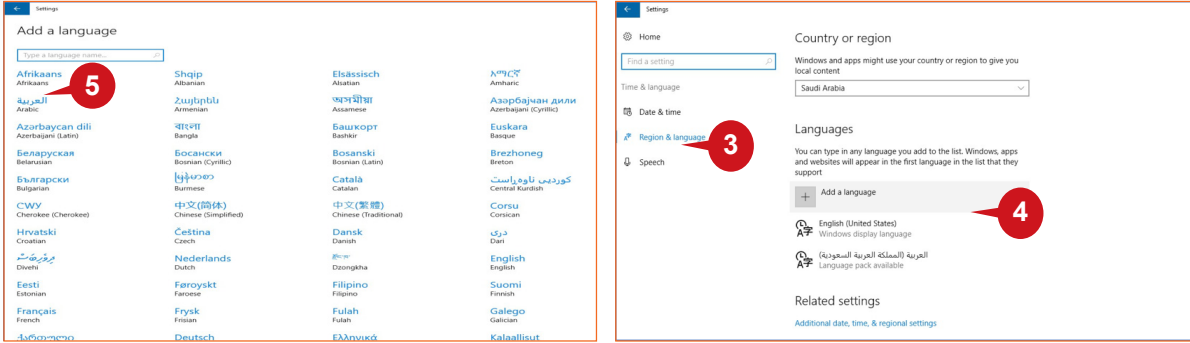 Settings
Add a language
Type a language name...
Afrikaans
Afrikaans
Shqip
Albanian
Elsässisch
Alsatian
አማርኛ
Amharic
5
العربية
Arabic
Հայերեն
Armenian
অসমীয়া
Assamese
Азәрбајҹан дили
Azerbaijani (Cyrillic)
Azərbaycan dili
Azerbaijani (Latin)
বাংলা
Bangla
Башҡорт
Bashkir
Euskara
Basque
Беларуская
Belarusian
Босански
Bosnian (Cyrillic)
Bosanski
Bosnian (Latin)
Brezhoneg
Breton
Български
Bulgarian
Burmese
Català
Catalan
کوردیی ناوەڕاست
Central Kurdish
ᏣᎳᎩ
Cherokee (Cherokee)
中文(简体)
Chinese (Simplified)
中文(繁體)
Chinese (Traditional)
Corsu
Corsican
Hrvatski
Croatian
Čeština
Czech
Dansk
Danish
درى
Dari
Divehi
Nederlands
Dutch
Dzongkha
English
English
Eesti
Estonian
Føroyskt
Faroese
Filipino
Filipino
Suomi
Finnish
Français
French
Frysk
Frisian
Fulah
Fulah
Galego
Galician
ქართული
Deutsch
Ελληνικά
Kalaallisut
Settings
Home
Find a setting
Time & language
Date & time
Region & language
3
Speech
Country or region
Windows and apps might use your country or region to give you
local content
Saudi Arabia
Languages
You can type in any language you add to the list. Windows, apps
and websites will appear in the first language in the list that they
support
Add a language
4
English (United States)
Windows display language
العربية (المملكة العربية السعودية)
Language pack available
Related settings
Additional date, time, & regional settings